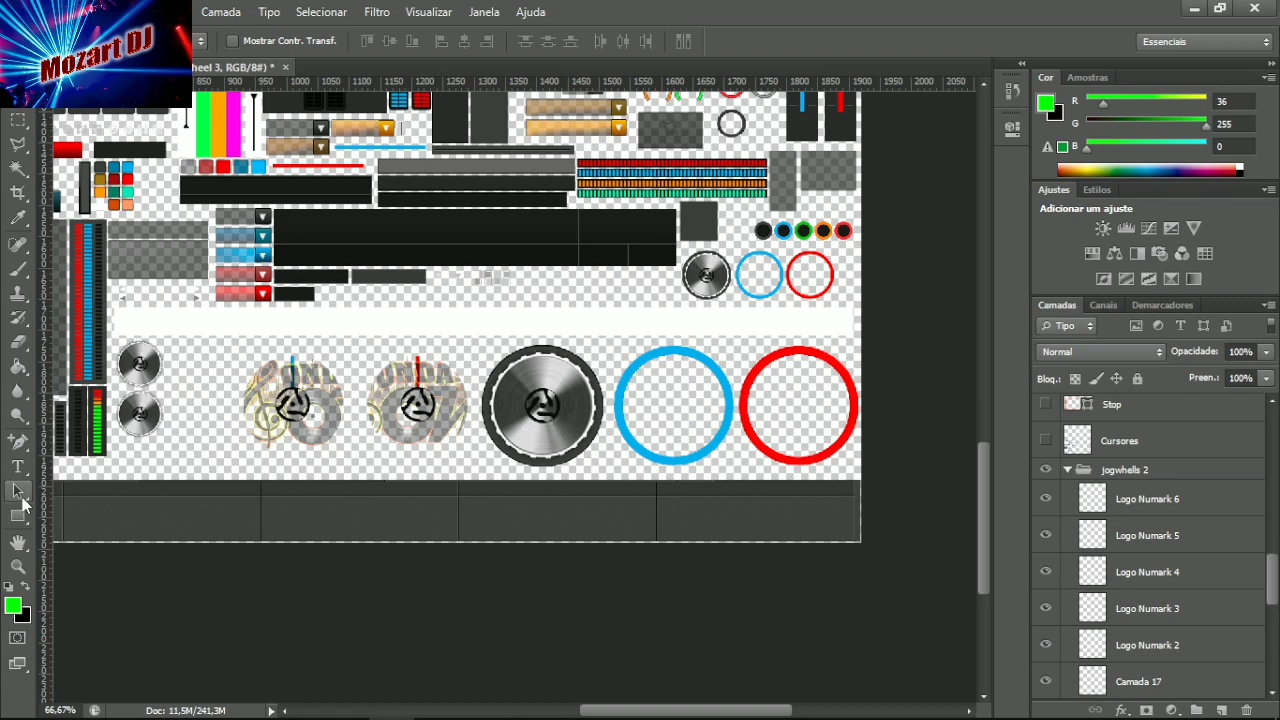 Camada Tipo Selecionar Filtro Visualizar Janela Ajuda
Mozart DJ
Mostrar Contr. Transf.
Essenciais
heel 3, RGB/8#) * ×
850 900 950 1000 1050 1100 1150 1200 1250 1300 1350 1400 1450 1500 1550 1600 1650 1700 1750 1800 1850 1900 1950 2000 2050
Cor Amostras
R 36
G 255
B 0
Ajustes Estilos
Adicionar um ajuste
Camadas Canais Demarcadores
Tipo
Normal Opacidade: 100%
Bloq.: Preen.: 100%
Stop
Cursores
jogwhells 2
Logo Numark 6
Logo Numark 5
Logo Numark 4
Logo Numark 3
Logo Numark 2
Camada 17
66,67% Doc: 11,5M/241,3M